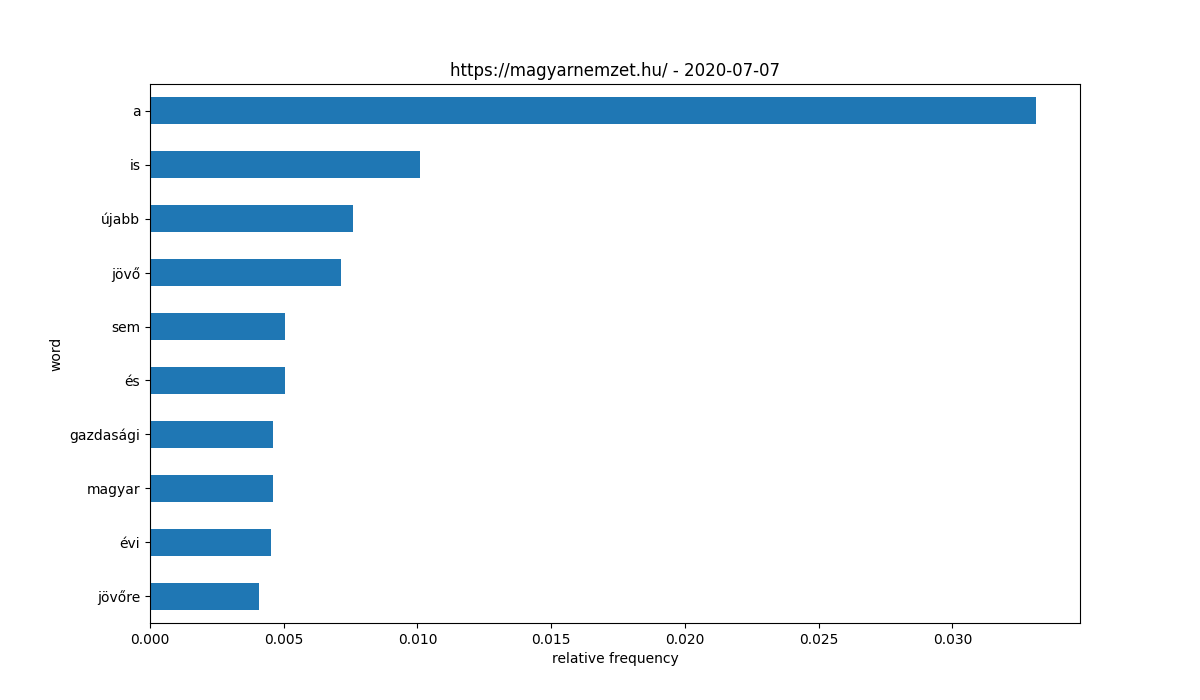 https://magyarnemzet.hu/ - 2020-07-07
a
is
újabb
jövő
sem
és
gazdasági
magyar
évi
jövőre
word
0.000 0.005 0.010 0.015 0.020 0.025 0.030
relative frequency